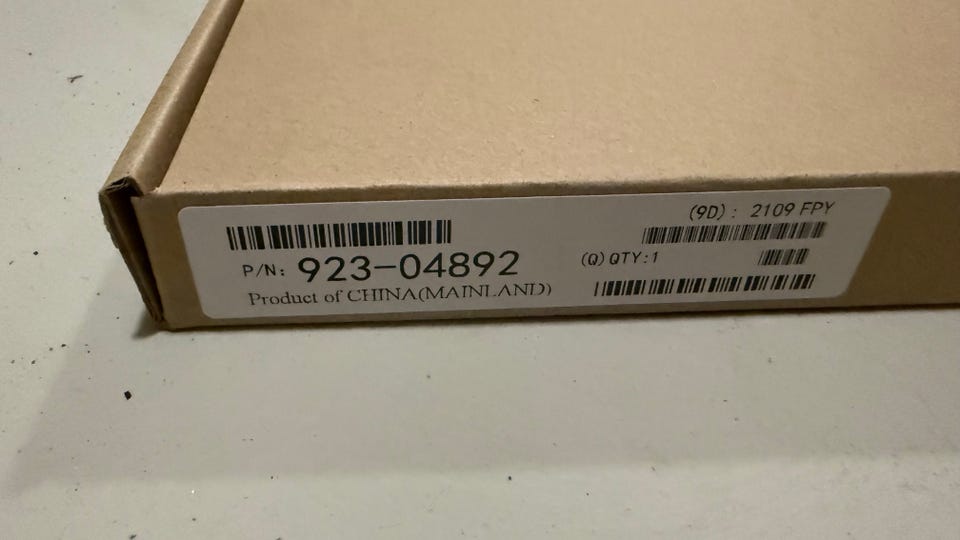 P/N: 923-04892
Product of CHINA(MAINLAND)
(9D): 2109 FPY
(Q) QTY:1